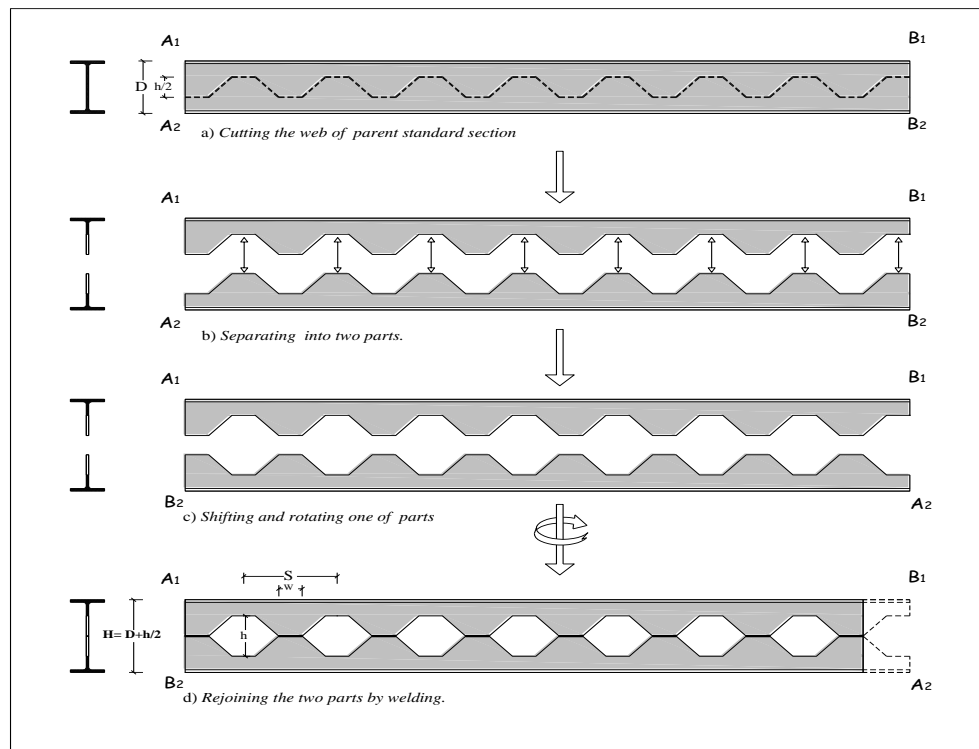 A1 B1
D h/2
A2 B2
a) Cutting the web of parent standard section
A1 B1
A2 B2
b) Separating into two parts.
A1 B1
B2 A2
c) Shifting and rotating one of parts
A1 S B1
w
H= D+h/2 h
B2 A2
d) Rejoining the two parts by welding.